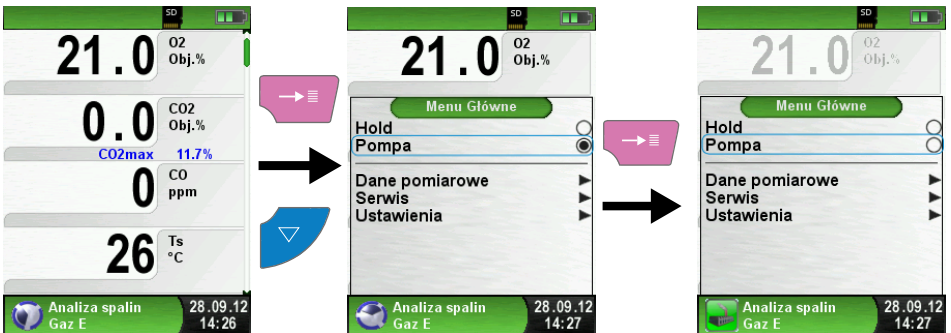 SD
21.0 O2
Obj.%
0.0 CO2
Obj.%
CO2max 11.7%
0 CO
ppm
26 Ts
°C
Analiza spalin 28.09.12
Gaz E 14:26
SD
21.0 O2
Obj.%
Menu Główne
Hold
Pompa
Dane pomiarowe
Serwis
Ustawienia
Analiza spalin 28.09.12
Gaz E 14:27
SD
21.0 O2
Obj.%
Menu Główne
Hold
Pompa
Dane pomiarowe
Serwis
Ustawienia
Analiza spalin 28.09.12
Gaz E 14:27